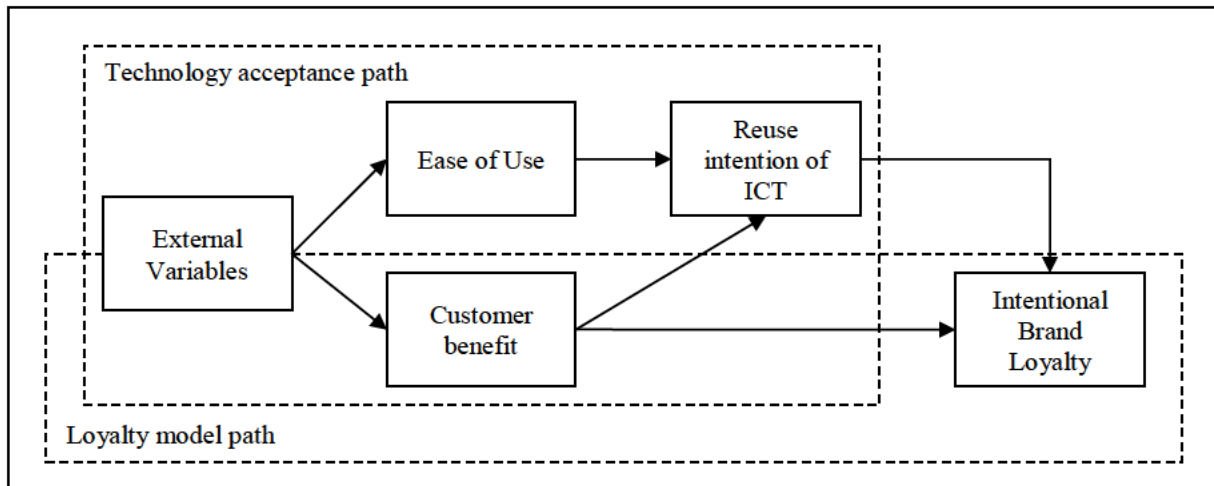 Technology acceptance path
Ease of Use
Reuse
intention of
ICT
External
Variables
Customer
benefit
Intentional
Brand
Loyalty
Loyalty model path